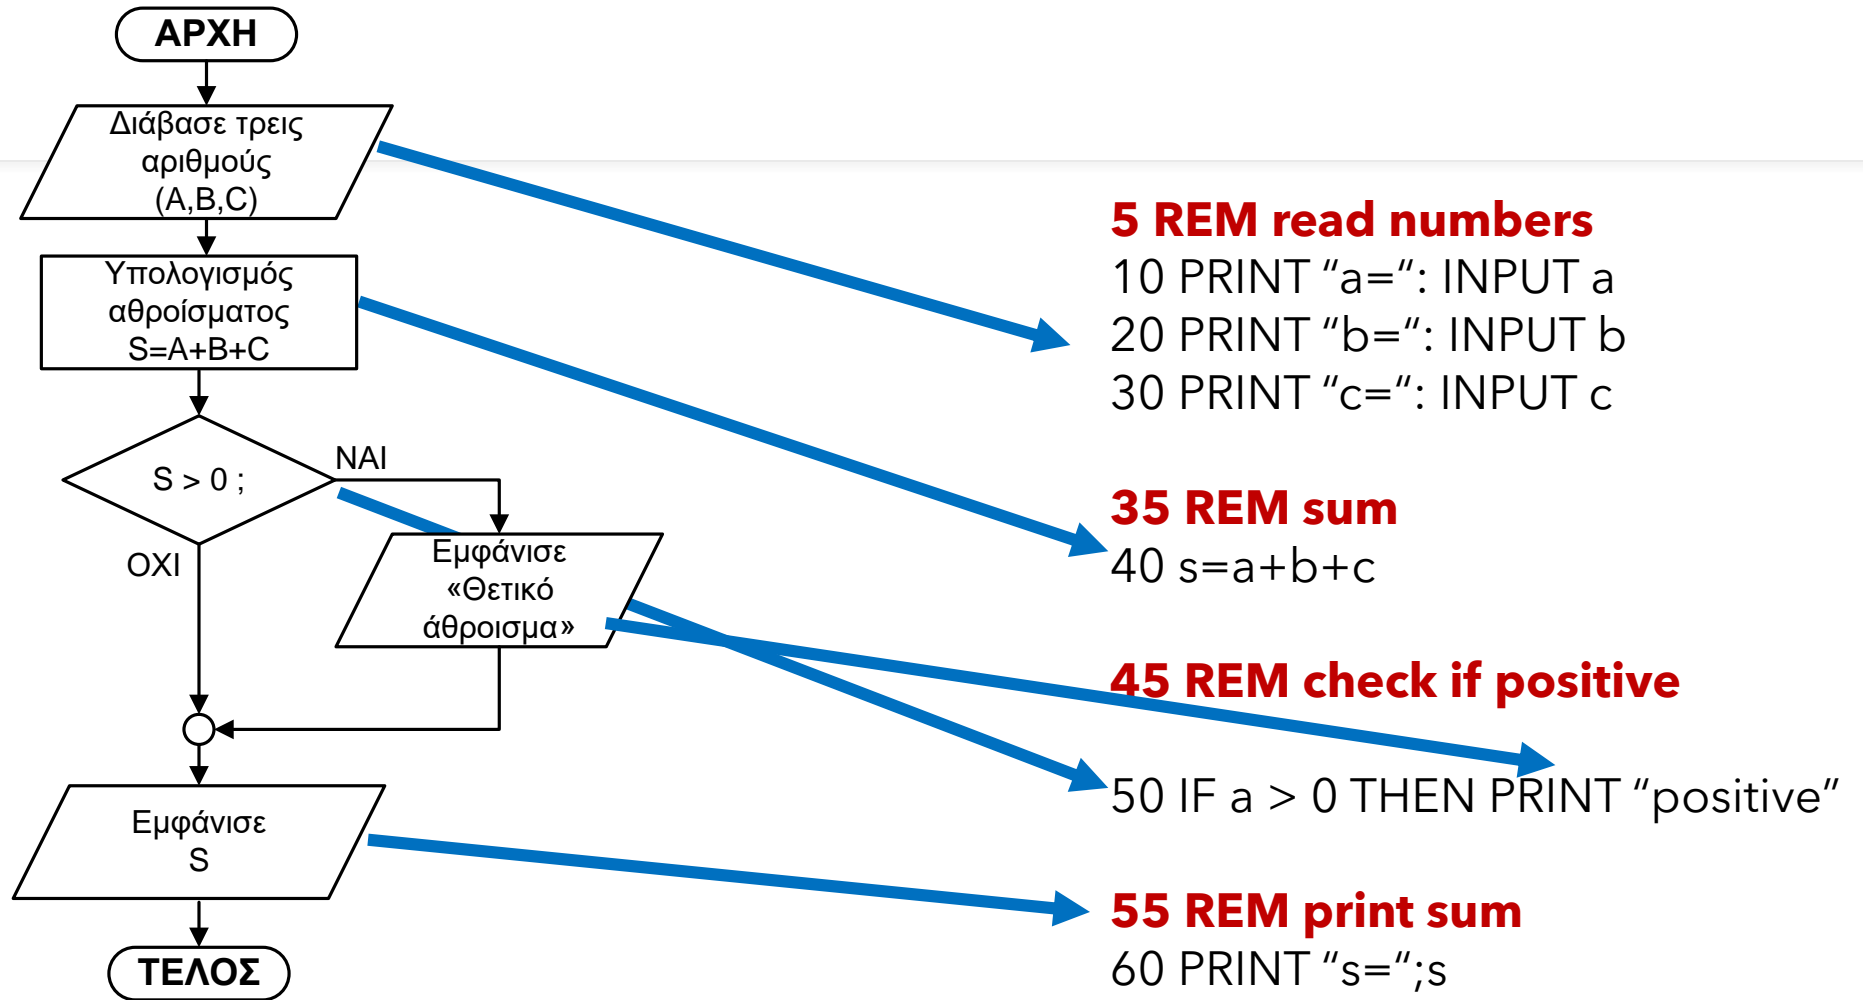 ΑΡΧΗ
Διάβασε τρεις
αριθμούς
(A,B,C)
Υπολογισμός
αθροίσματος
S=A+B+C
S > 0 ;
ΝΑΙ
ΟΧΙ
Εμφάνισε
«Θετικό
άθροισμα»
Εμφάνισε
S
ΤΕΛΟΣ
5 REM read numbers
10 PRINT “a=“: INPUT a
20 PRINT “b=“: INPUT b
30 PRINT “c=“: INPUT c
35 REM sum
40 s=a+b+c
45 REM check if positive
50 IF a > 0 THEN PRINT “positive”
55 REM print sum
60 PRINT “s=“;s